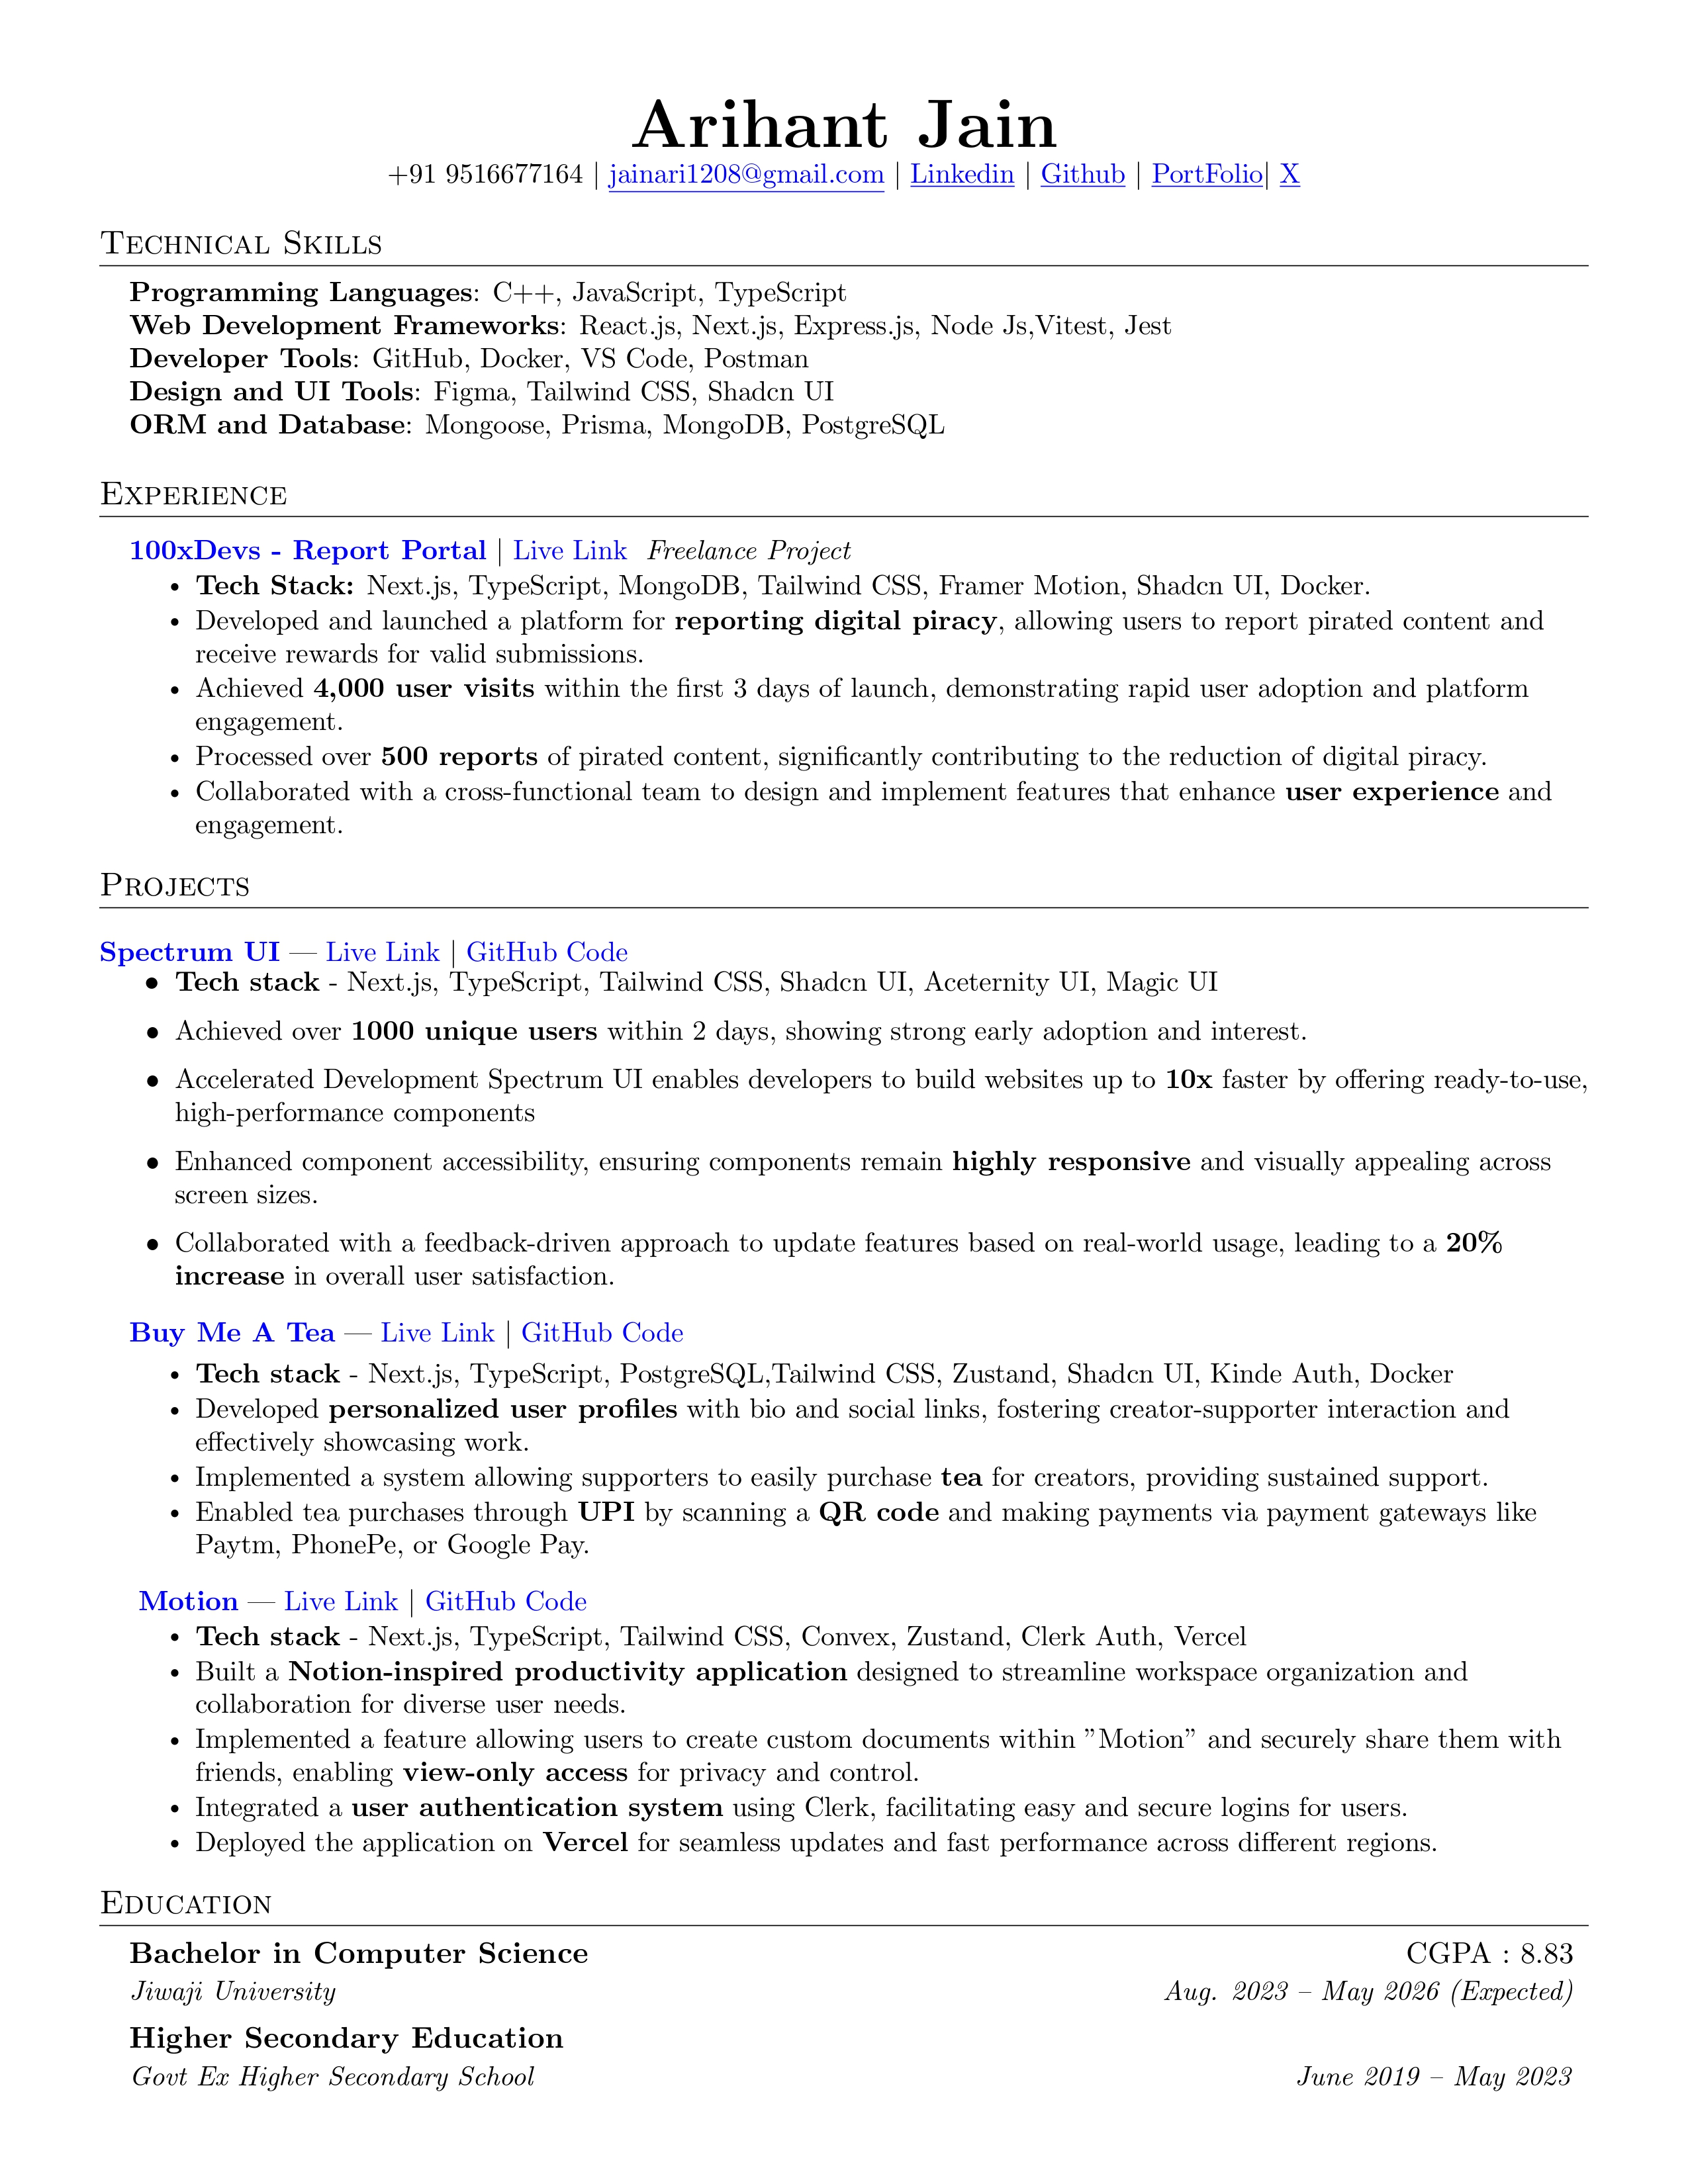 Arihant Jain
+91 9516677164 | jainari1208@gmail.com | Linkedin | Github | PortFolio| X
Technical Skills
Programming Languages: C++, JavaScript, TypeScript
Web Development Frameworks: React.js, Next.js, Express.js, Node Js,Vitest, Jest
Developer Tools: GitHub, Docker, VS Code, Postman
Design and UI Tools: Figma, Tailwind CSS, Shadcn UI
ORM and Database: Mongoose, Prisma, MongoDB, PostgreSQL
Experience
100xDevs - Report Portal | Live Link Freelance Project
• Tech Stack: Next.js, TypeScript, MongoDB, Tailwind CSS, Framer Motion, Shadcn UI, Docker.
• Developed and launched a platform for reporting digital piracy, allowing users to report pirated content and
receive rewards for valid submissions.
• Achieved 4,000 user visits within the first 3 days of launch, demonstrating rapid user adoption and platform
engagement.
• Processed over 500 reports of pirated content, significantly contributing to the reduction of digital piracy.
• Collaborated with a cross-functional team to design and implement features that enhance user experience and
engagement.
Projects
Spectrum UI — Live Link | GitHub Code
• Tech stack - Next.js, TypeScript, Tailwind CSS, Shadcn UI, Aceternity UI, Magic UI
• Achieved over 1000 unique users within 2 days, showing strong early adoption and interest.
• Accelerated Development Spectrum UI enables developers to build websites up to 10x faster by offering ready-to-use,
high-performance components
• Enhanced component accessibility, ensuring components remain highly responsive and visually appealing across
screen sizes.
• Collaborated with a feedback-driven approach to update features based on real-world usage, leading to a 20%
increase in overall user satisfaction.
Buy Me A Tea — Live Link | GitHub Code
• Tech stack - Next.js, TypeScript, PostgreSQL,Tailwind CSS, Zustand, Shadcn UI, Kinde Auth, Docker
• Developed personalized user profiles with bio and social links, fostering creator-supporter interaction and
effectively showcasing work.
• Implemented a system allowing supporters to easily purchase tea for creators, providing sustained support.
• Enabled tea purchases through UPI by scanning a QR code and making payments via payment gateways like
Paytm, PhonePe, or Google Pay.
Motion — Live Link | GitHub Code
• Tech stack - Next.js, TypeScript, Tailwind CSS, Convex, Zustand, Clerk Auth, Vercel
• Built a Notion-inspired productivity application designed to streamline workspace organization and
collaboration for diverse user needs.
• Implemented a feature allowing users to create custom documents within ”Motion” and securely share them with
friends, enabling view-only access for privacy and control.
• Integrated a user authentication system using Clerk, facilitating easy and secure logins for users.
• Deployed the application on Vercel for seamless updates and fast performance across different regions.
Education
Bachelor in Computer Science CGPA : 8.83
Jiwaji University Aug. 2023 – May 2026 (Expected)
Higher Secondary Education
Govt Ex Higher Secondary School June 2019 – May 2023